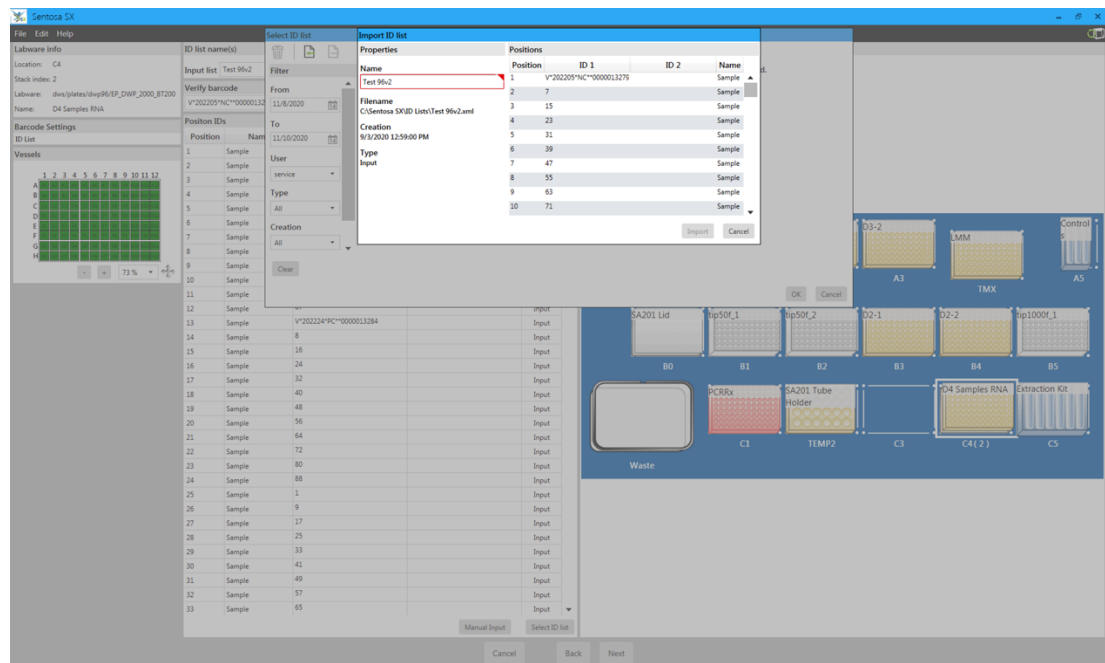 Sentosa SX
File Edit Help
Labware info
Location: C4
Stack index: 2
Labware: dws/plates/dwp96/EP_DWP_2000_BT200
Name: D4 Samples RNA
Barcode Settings
ID List
Vessels
1 2 3 4 5 6 7 8 9 10 11 12
A
B
C
D
E
F
G
H
- + 73 %
ID list name(s)
Input list Test 96v2
Verify barcode
V*202205*NC**00000132
Positon IDs
Position Nam
1 Sample
2 Sample
3 Sample
4 Sample
5 Sample
6 Sample
7 Sample
8 Sample
9 Sample
10 Sample
11 Sample
12 Sample Input
13 Sample V*202224*PC**0000013284 Input
14 Sample 8 Input
15 Sample 16 Input
16 Sample 24 Input
17 Sample 32 Input
18 Sample 40 Input
19 Sample 48 Input
20 Sample 56 Input
21 Sample 64 Input
22 Sample 72 Input
23 Sample 80 Input
24 Sample 88 Input
25 Sample 1 Input
26 Sample 9 Input
27 Sample 17 Input
28 Sample 25 Input
29 Sample 33 Input
30 Sample 41 Input
31 Sample 49 Input
32 Sample 57 Input
33 Sample 65 Input
Manual Input Select ID list
Cancel Back Next
Select ID list
Filter
From
11/8/2020
To
11/10/2020
User
service
Type
All
Creation
All
Clear
OK Cancel
Import ID list
Properties
Name
Test 96v2
Filename
C:\Sentosa SX\ID Lists\Test 96v2.xml
Creation
9/3/2020 12:59:00 PM
Type
Input
Positions
Position ID 1 ID 2 Name
1 V*202205*NC**0000013279 Sample
2 7 Sample
3 15 Sample
4 23 Sample
5 31 Sample
6 39 Sample
7 47 Sample
8 55 Sample
9 63 Sample
10 71 Sample
Import Cancel
d.
D3-2
A3
LMM
TMX
Control
s
A5
SA201 Lid
B0
tip50f_1
B1
tip50f_2
B2
D2-1
B3
D2-2
B4
tip1000f_1
B5
Waste
PCRRx
C1
SA201 Tube
Holder
TEMP2
C3
D4 Samples RNA
C4( 2 )
Extraction Kit
C5